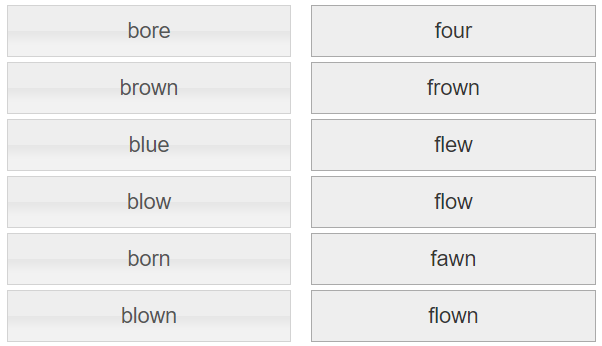 bore four
brown frown
blue flew
blow flow
born fawn
blown flown